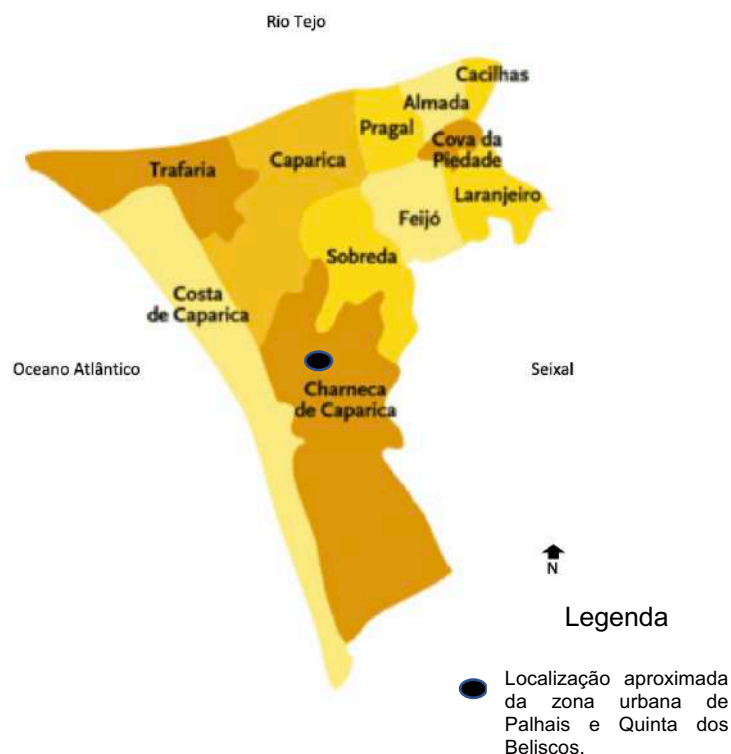 Rio Tejo
Cacilhas
Almada
Pragal
Cova da
Piedade
Caparica
Trafaria
Laranjeiro
Feijó
Sobreda
Costa
de Caparica
Oceano Atlântico
Seixal
Charneca
de Caparica
N
Legenda
Localização aproximada
da zona urbana de
Palhais e Quinta dos
Beliscos.